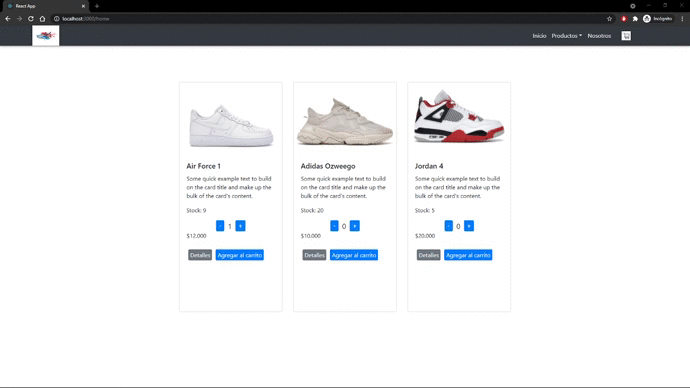 React App
localhost:3000/home
Incógnito
Inicio Productos Nosotros
Air Force 1
Some quick example text to build
on the card title and make up the
bulk of the card's content.
Stock: 9
- 1 +
$12.000
Detalles Agregar al carrito
Adidas Ozweego
Some quick example text to build
on the card title and make up the
bulk of the card's content.
Stock: 20
- 0 +
$10.000
Detalles Agregar al carrito
Jordan 4
Some quick example text to build
on the card title and make up the
bulk of the card's content.
Stock: 5
- 0 +
$20.000
Detalles Agregar al carrito